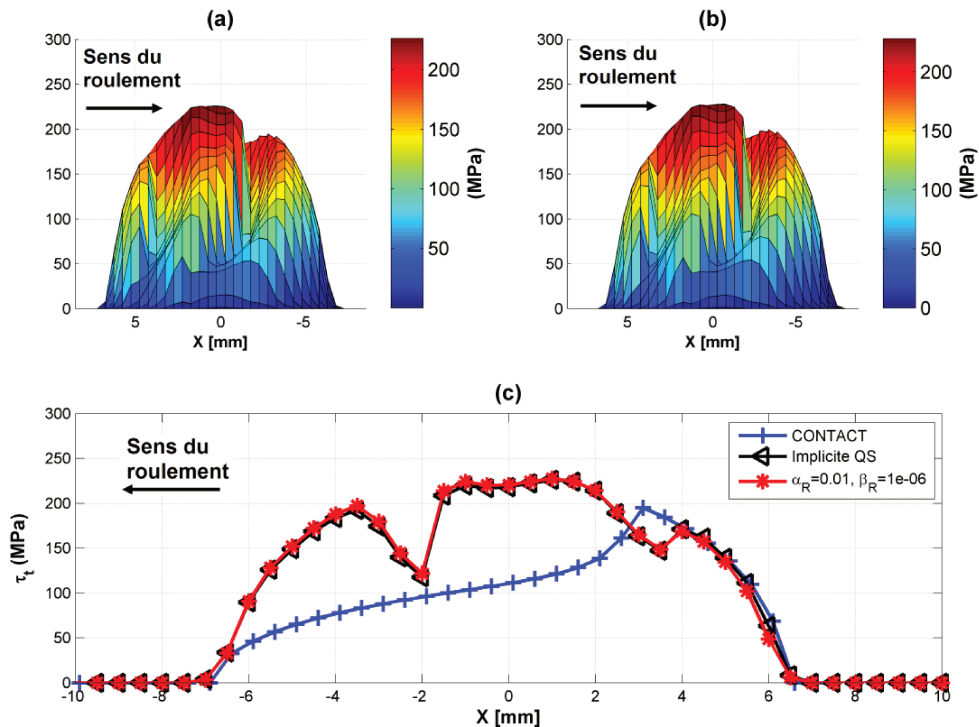 (a)
300
250
200
150
100
50
0
Sens du
roulement
5
0
-5
X [mm]
200
150
100
50
(MPa)
(b)
300
250
200
150
100
50
0
Sens du
roulement
5
0
-5
X [mm]
200
150
100
50
0
(MPa)
(c)
300
250
200
150
100
50
0
τt (MPa)
Sens du
roulement
CONTACT
Implicite QS
αR=0.01, βR=1e-06
-10 -8 -6 -4 -2 0 2 4 6 8 10
X [mm]